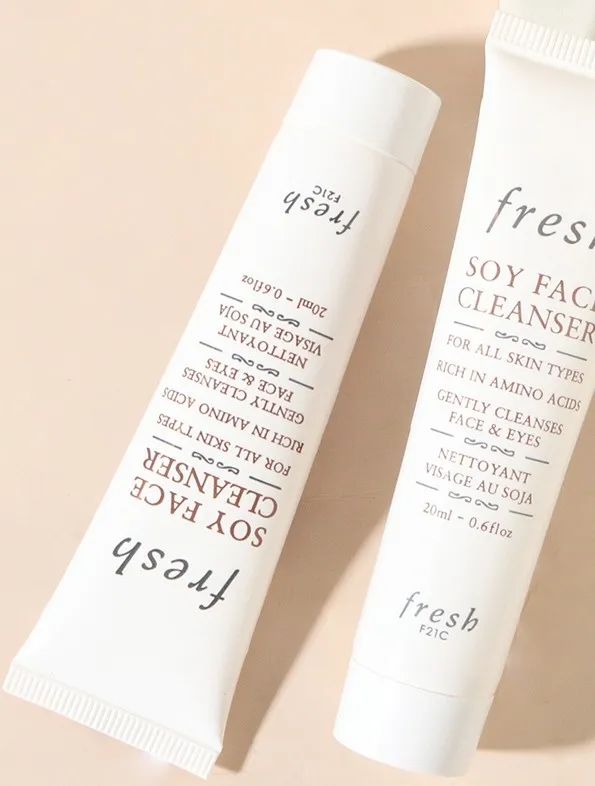 fresh
SOY FACE
CLEANSER
FOR ALL SKIN TYPES
RICH IN AMINO ACIDS
GENTLY CLEANSES
FACE & EYES
NETTOYANT
VISAGE AU SOJA
20ml - 0.6floz
fresh
F21C
fresh
SOY FACE
CLEANSER
FOR ALL SKIN TYPES
RICH IN AMINO ACIDS
GENTLY CLEANSES
FACE & EYES
NETTOYANT
VISAGE AU SOJA
20ml - 0.6floz
fresh
F21C